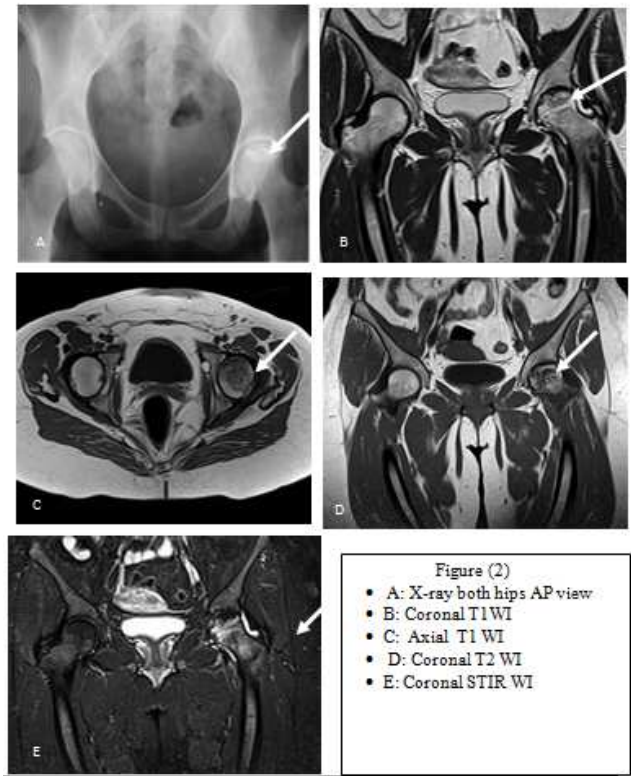 A
B
C
D
E
Figure (2)
• A: X-ray both hips AP view
• B: Coronal T1WI
• C: Axial T1 WI
• D: Coronal T2 WI
• E: Coronal STIR WI